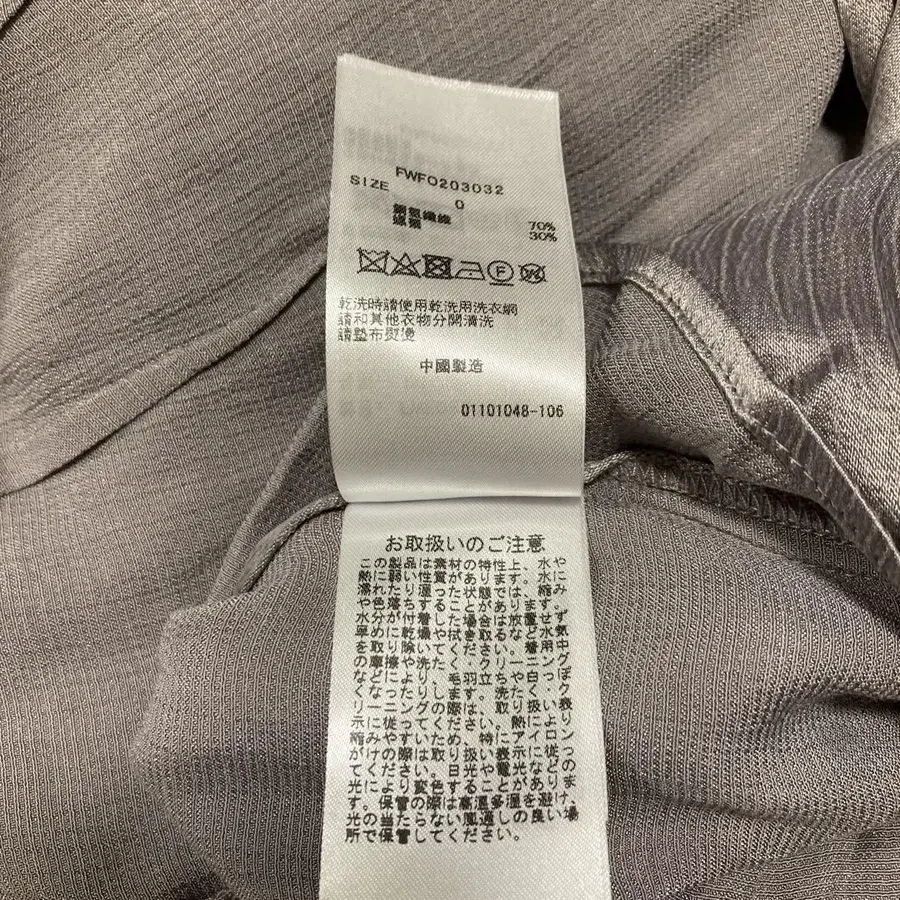 FWFO203032
SIZE
0
銅氨纖維 70%
嫘縈 30%
F
W
乾洗時請使用乾洗用洗衣網
請和其他衣物分開清洗
請墊布熨燙
中國製造
01101048-106
お取扱いのご注意
この製品は素材の特性上、水や
熱に弱い性質があります。水に
濡れたり湿った状態では、縮み
や色落ちすることがあります。
水分が付着した場合は放置せず
早めに乾燥や拭き取るなど水気
を取り除いてください。着用中
の摩擦や洗たく・クリーニング
などにより、毛羽立ちや白っぽ
くなったりします。洗たく・ク
リーニングの際は、取り扱い表
示に従ってください。熱により
縮みやすいため、特にアイロン
がけの際は取り扱い表示に従っ
てください。日光や電光などの
光により変色することがありま
す。保管の際は高温多湿を避け、
光の当たらない風通しの良い場
所で保管してください。